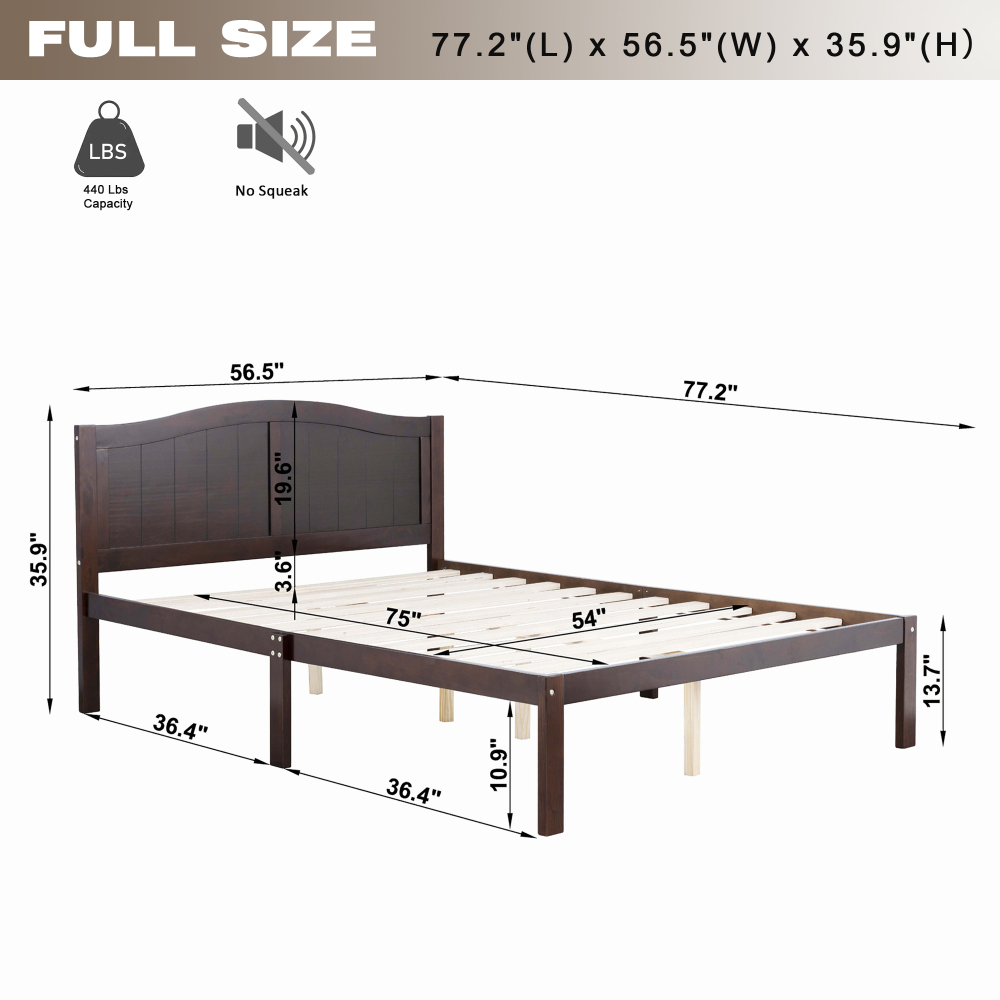 FULL SIZE 77.2"(L) x 56.5"(W) x 35.9"(H)
LBS
440 Lbs
Capacity
No Squeak
56.5"
77.2"
19.6"
35.9"
3.6"
75"
54"
13.7"
36.4"
10.9"
36.4"